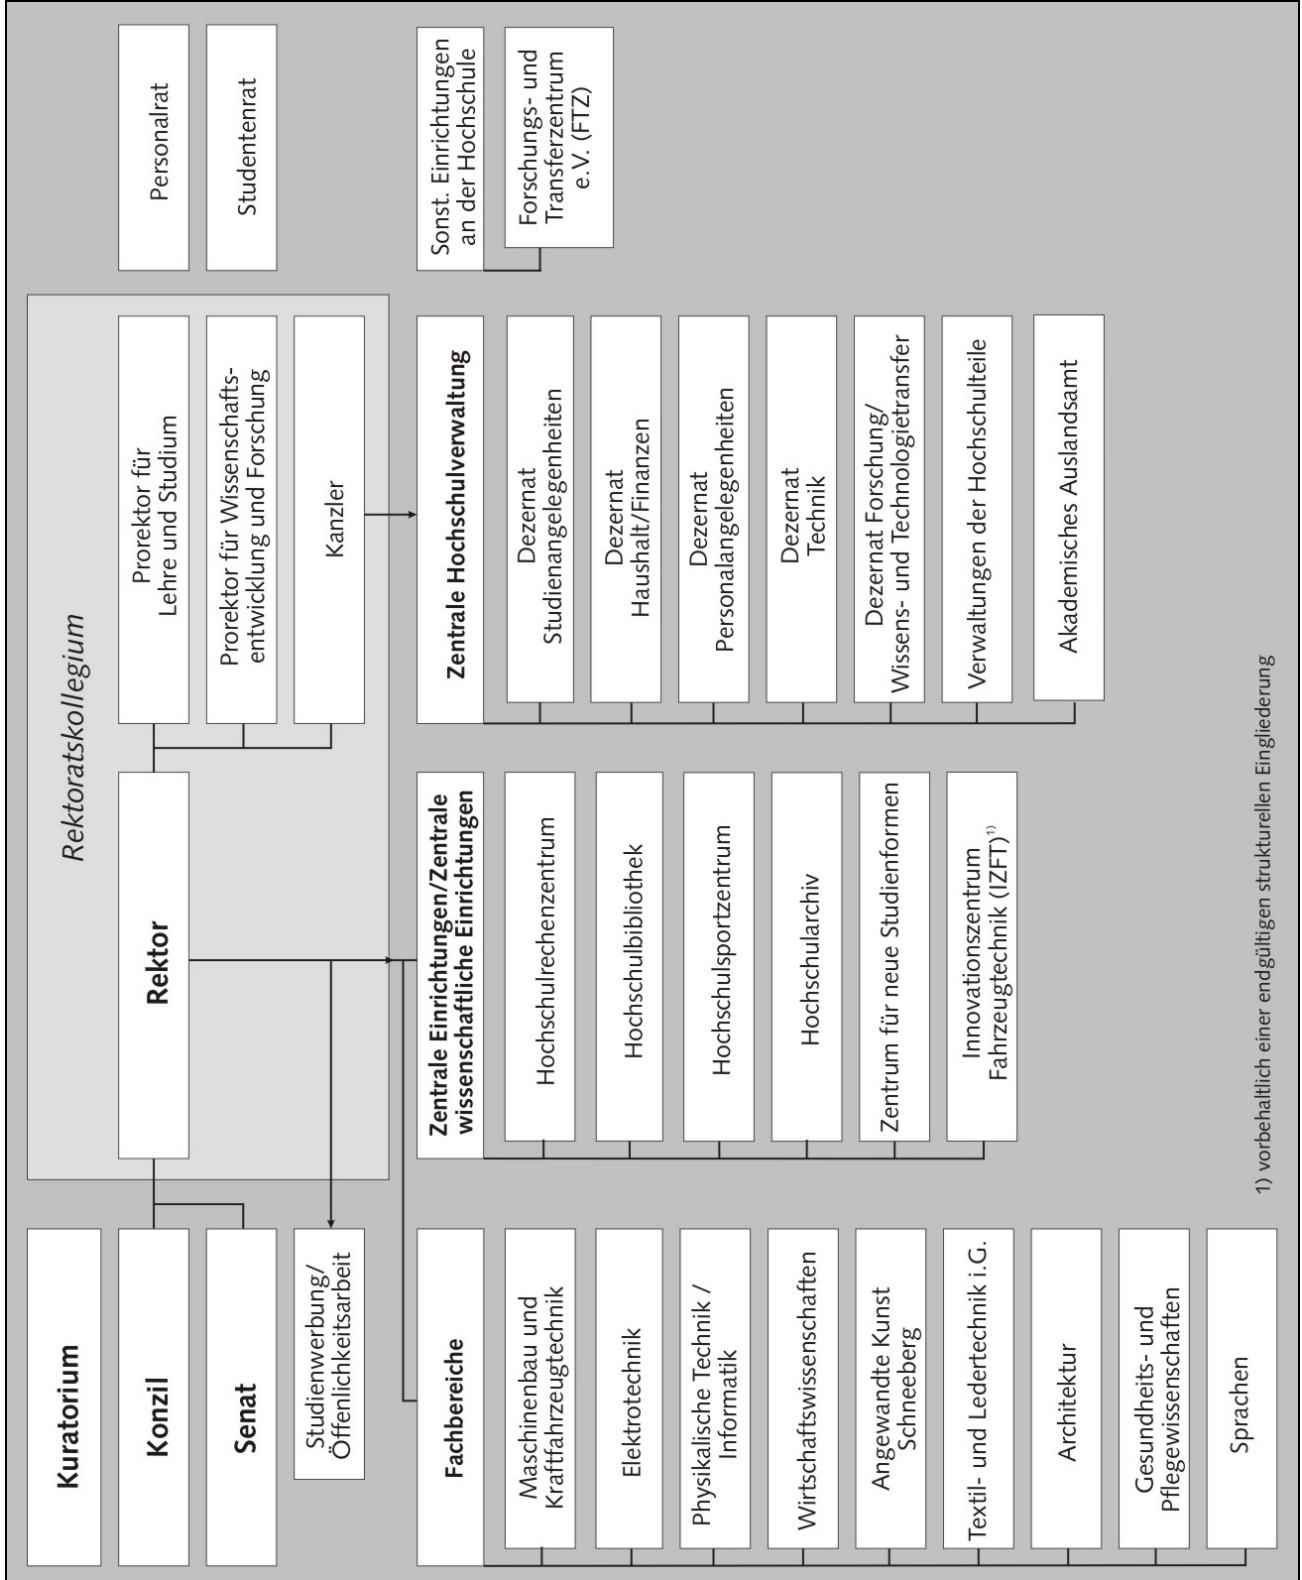 Rektoratskollegium
Kuratorium
Konzil
Senat
Studienwerbung/
Öffenlichkeitsarbeit
Rektor
Prorektor für
Lehre und Studium
Prorektor für Wissenschafts-
entwicklung und Forschung
Kanzler
Personalrat
Studentenrat
Fachbereiche
Maschinenbau und
Kraftfahrzeugtechnik
Elektrotechnik
Physikalische Technik /
Informatik
Wirtschaftswissenschaften
Angewandte Kunst
Schneeberg
Textil- und Ledertechnik i.G.
Architektur
Gesundheits- und
Pflegewissenschaften
Sprachen
Zentrale Einrichtungen/Zentrale
wissenschaftliche Einrichtungen
Hochschulrechenzentrum
Hochschulbibliothek
Hochschulsportzentrum
Hochschularchiv
Zentrum für neue Studienformen
Innovationszentrum
Fahrzeugtechnik (IZFT)1)
Zentrale Hochschulverwaltung
Dezernat
Studienangelegenheiten
Dezernat
Haushalt/Finanzen
Dezernat
Personalangelegenheiten
Dezernat
Technik
Dezernat Forschung/
Wissens- und Technologietransfer
Verwaltungen der Hochschulteile
Akademisches Auslandsamt
Sonst. Einrichtungen
an der Hochschule
Forschungs- und
Transferzentrum
e.V. (FTZ)
1) vorbehaltlich einer endgültigen strukturellen Eingliederung